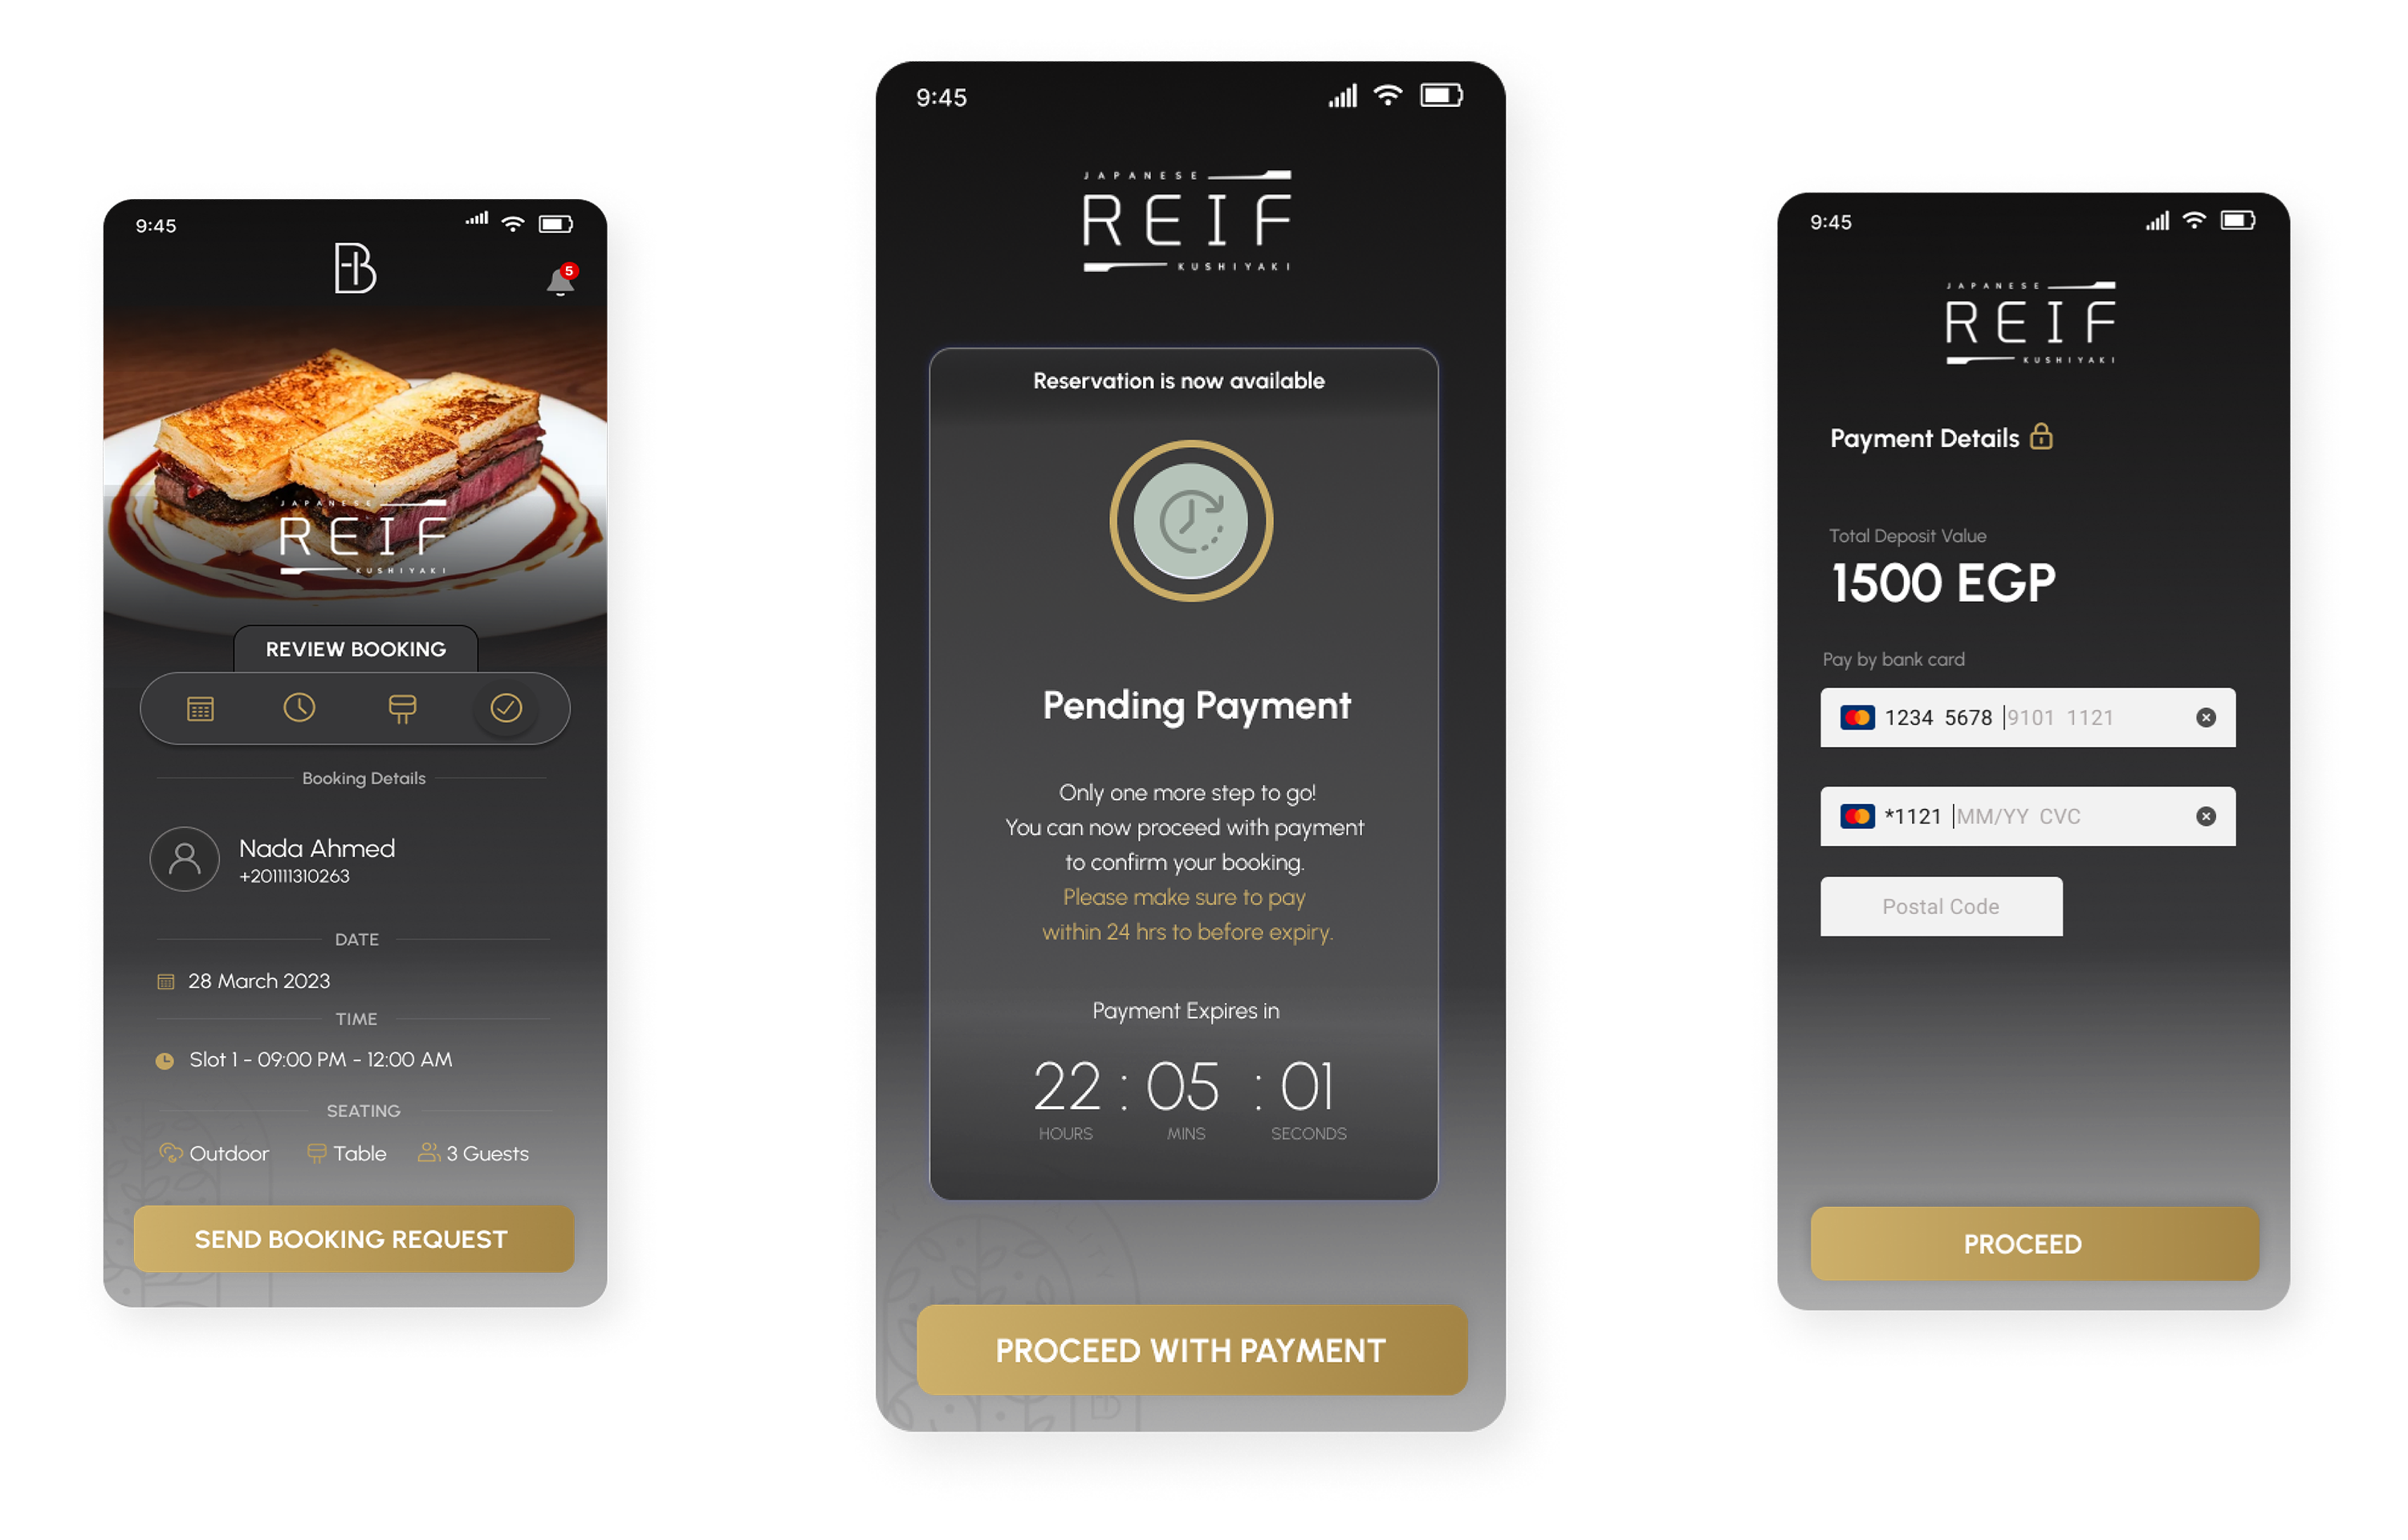 9:45
B
5
JAPANESE
REIF
KUSHIYAKI
REVIEW BOOKING
Booking Details
Nada Ahmed
+201111310263
DATE
28 March 2023
TIME
Slot 1 - 09:00 PM - 12:00 AM
SEATING
Outdoor Table 3 Guests
SEND BOOKING REQUEST
9:45
JAPANESE
REIF
KUSHIYAKI
Reservation is now available
Pending Payment
Only one more step to go!
You can now proceed with payment
to confirm your booking.
Please make sure to pay
within 24 hrs to before expiry.
Payment Expires in
22 : 05 : 01
HOURS MINS SECONDS
PROCEED WITH PAYMENT
9:45
JAPANESE
REIF
KUSHIYAKI
Payment Details
Total Deposit Value
1500 EGP
Pay by bank card
1234 5678 9101 1121
*1121 MM/YY CVC
Postal Code
PROCEED